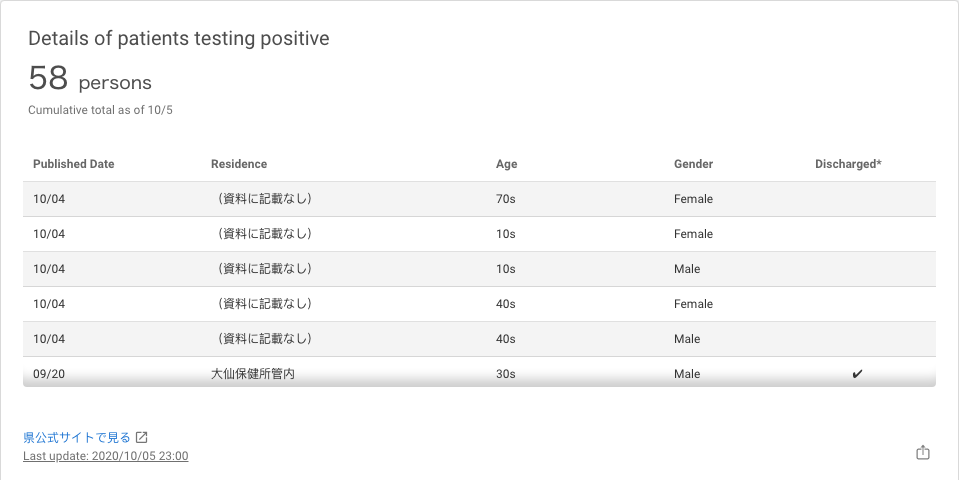 Details of patients testing positive
58 persons
Cumulative total as of 10/5
Published Date Residence Age Gender Discharged*
10/04 （資料に記載なし） 70s Female
10/04 （資料に記載なし） 10s Female
10/04 （資料に記載なし） 10s Male
10/04 （資料に記載なし） 40s Female
10/04 （資料に記載なし） 40s Male
09/20 大仙保健所管内 30s Male ✔
県公式サイトで見る
Last update: 2020/10/05 23:00